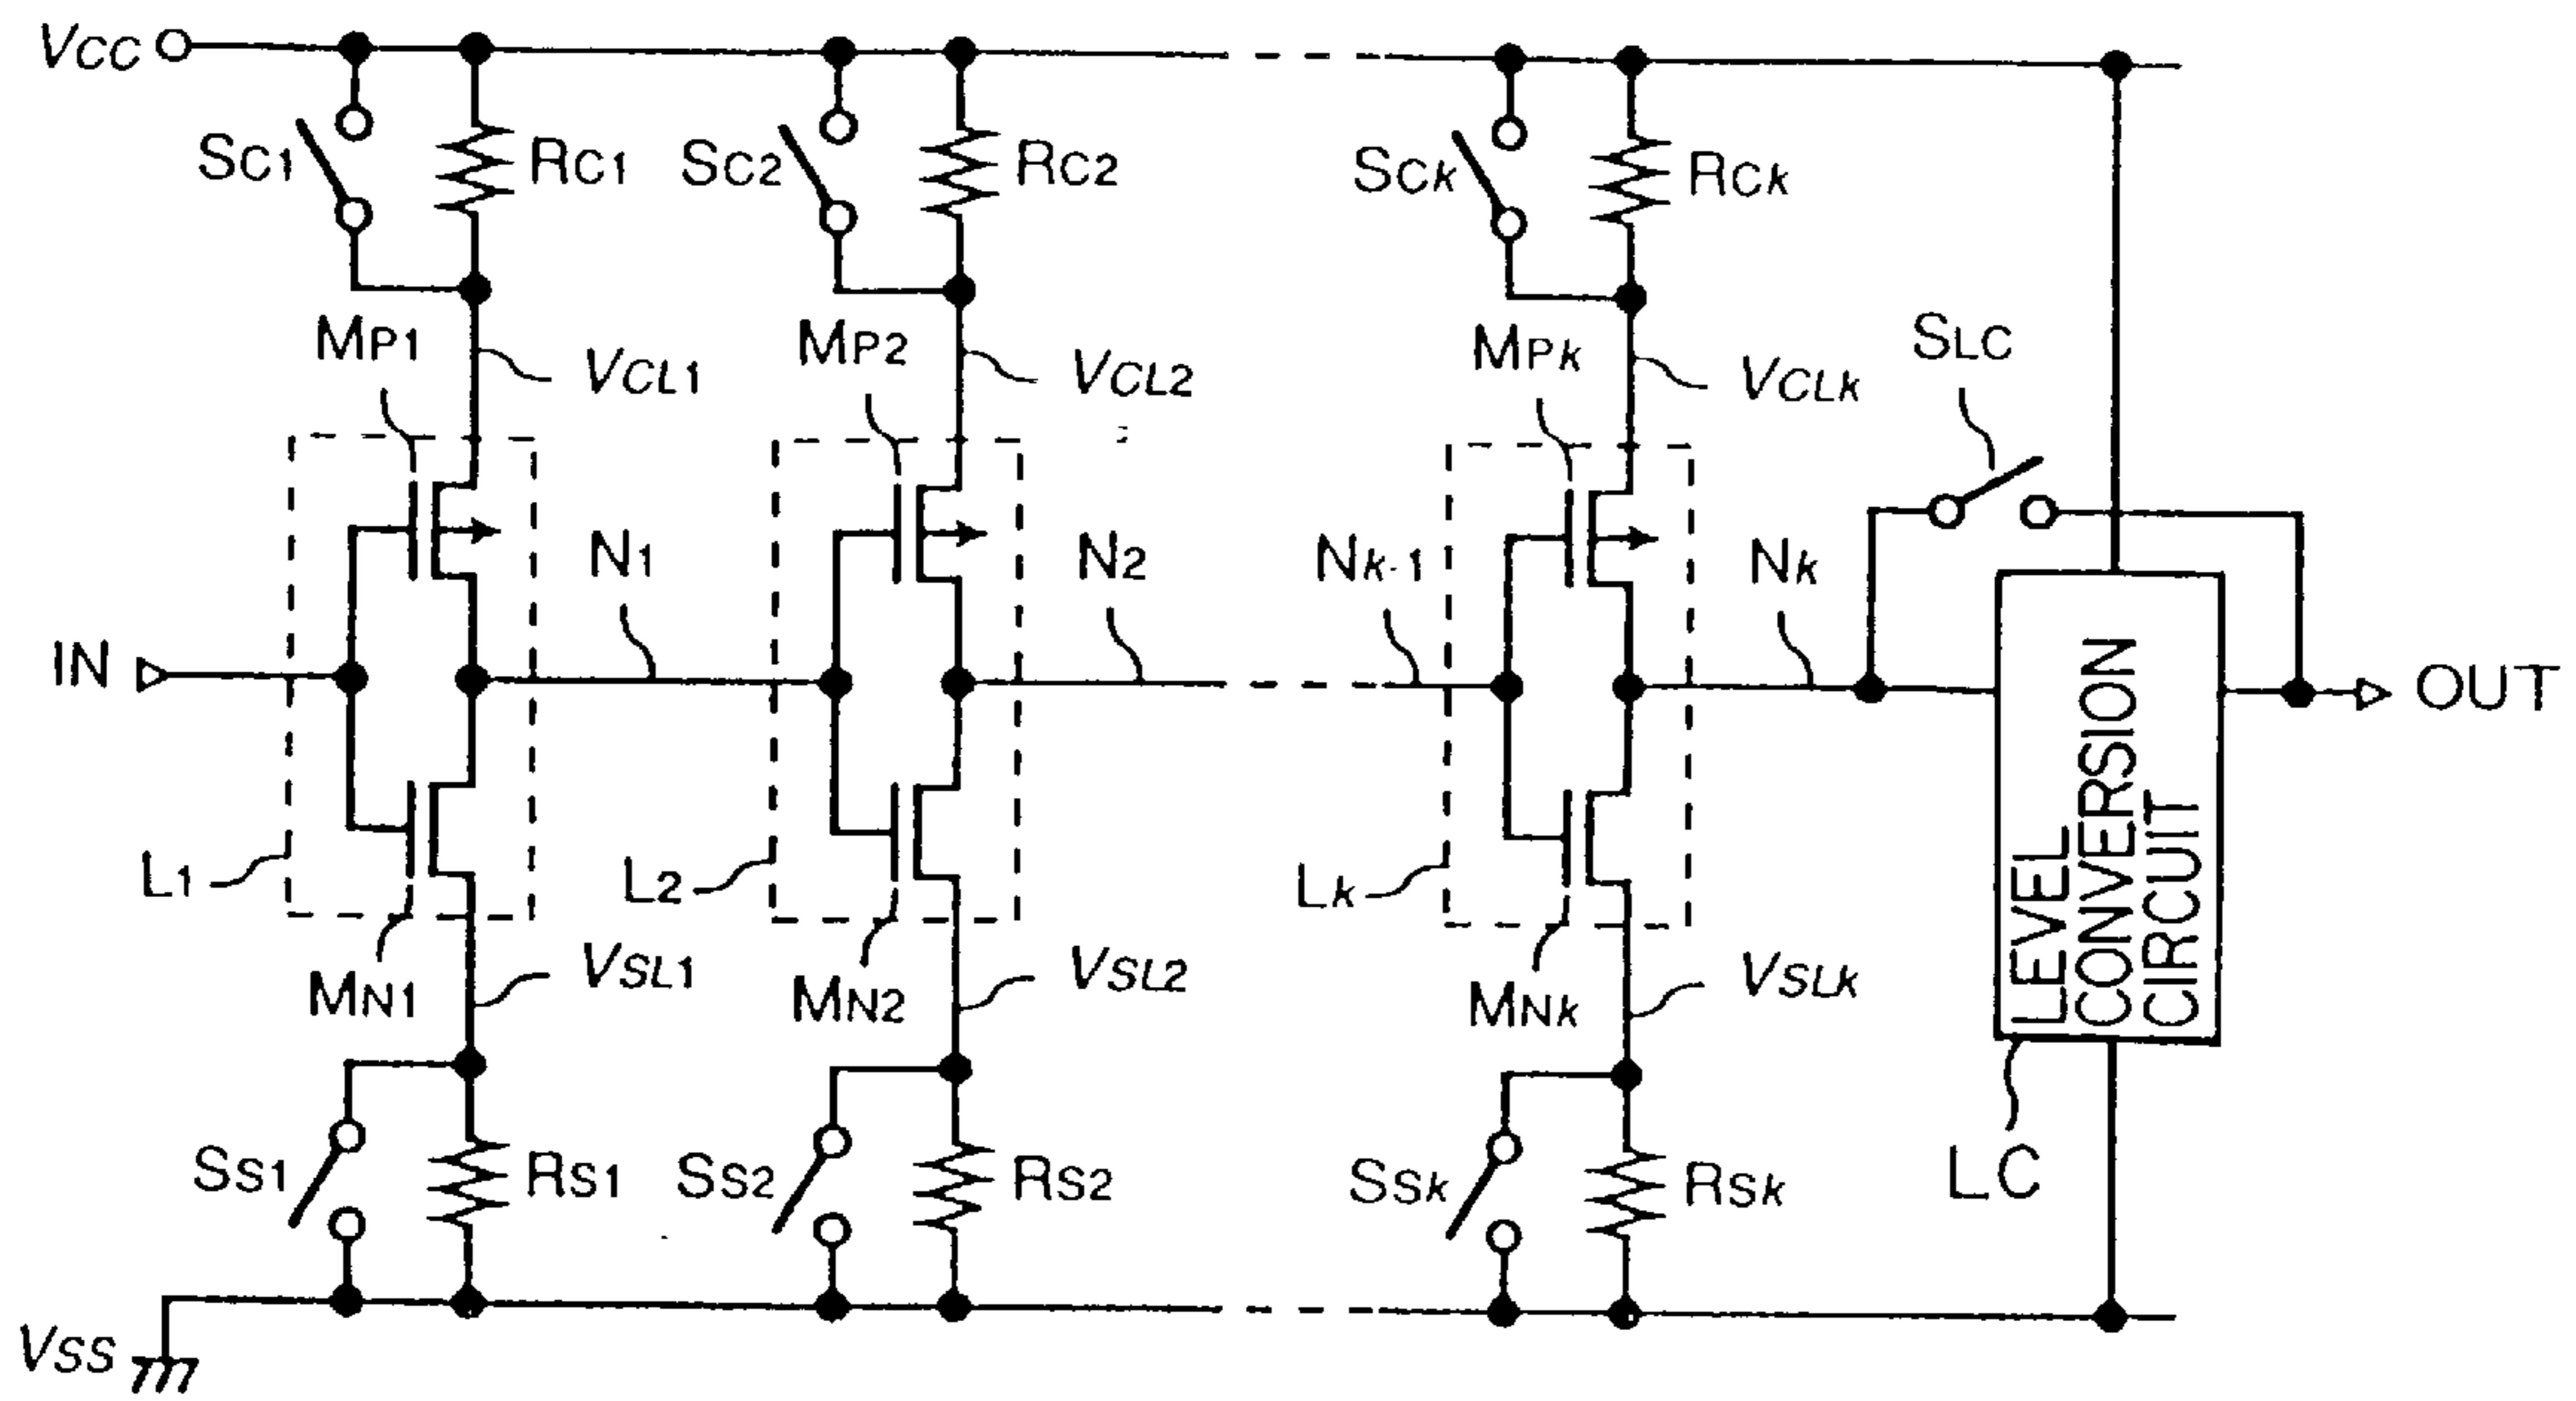 VCC
SC1 RC1 SC2 RC2 SCk RCk
MP1 VCL1 MP2 VCL2 MPk VCLk SLC
N1 N2 Nk-1 Nk
IN OUT
LEVEL
CONVERSION
CIRCUIT
L1 L2 Lk
MN1 VSL1 MN2 VSL2 MNk VSLk
SS1 RS1 SS2 RS2 SSk RSk LC
VSS